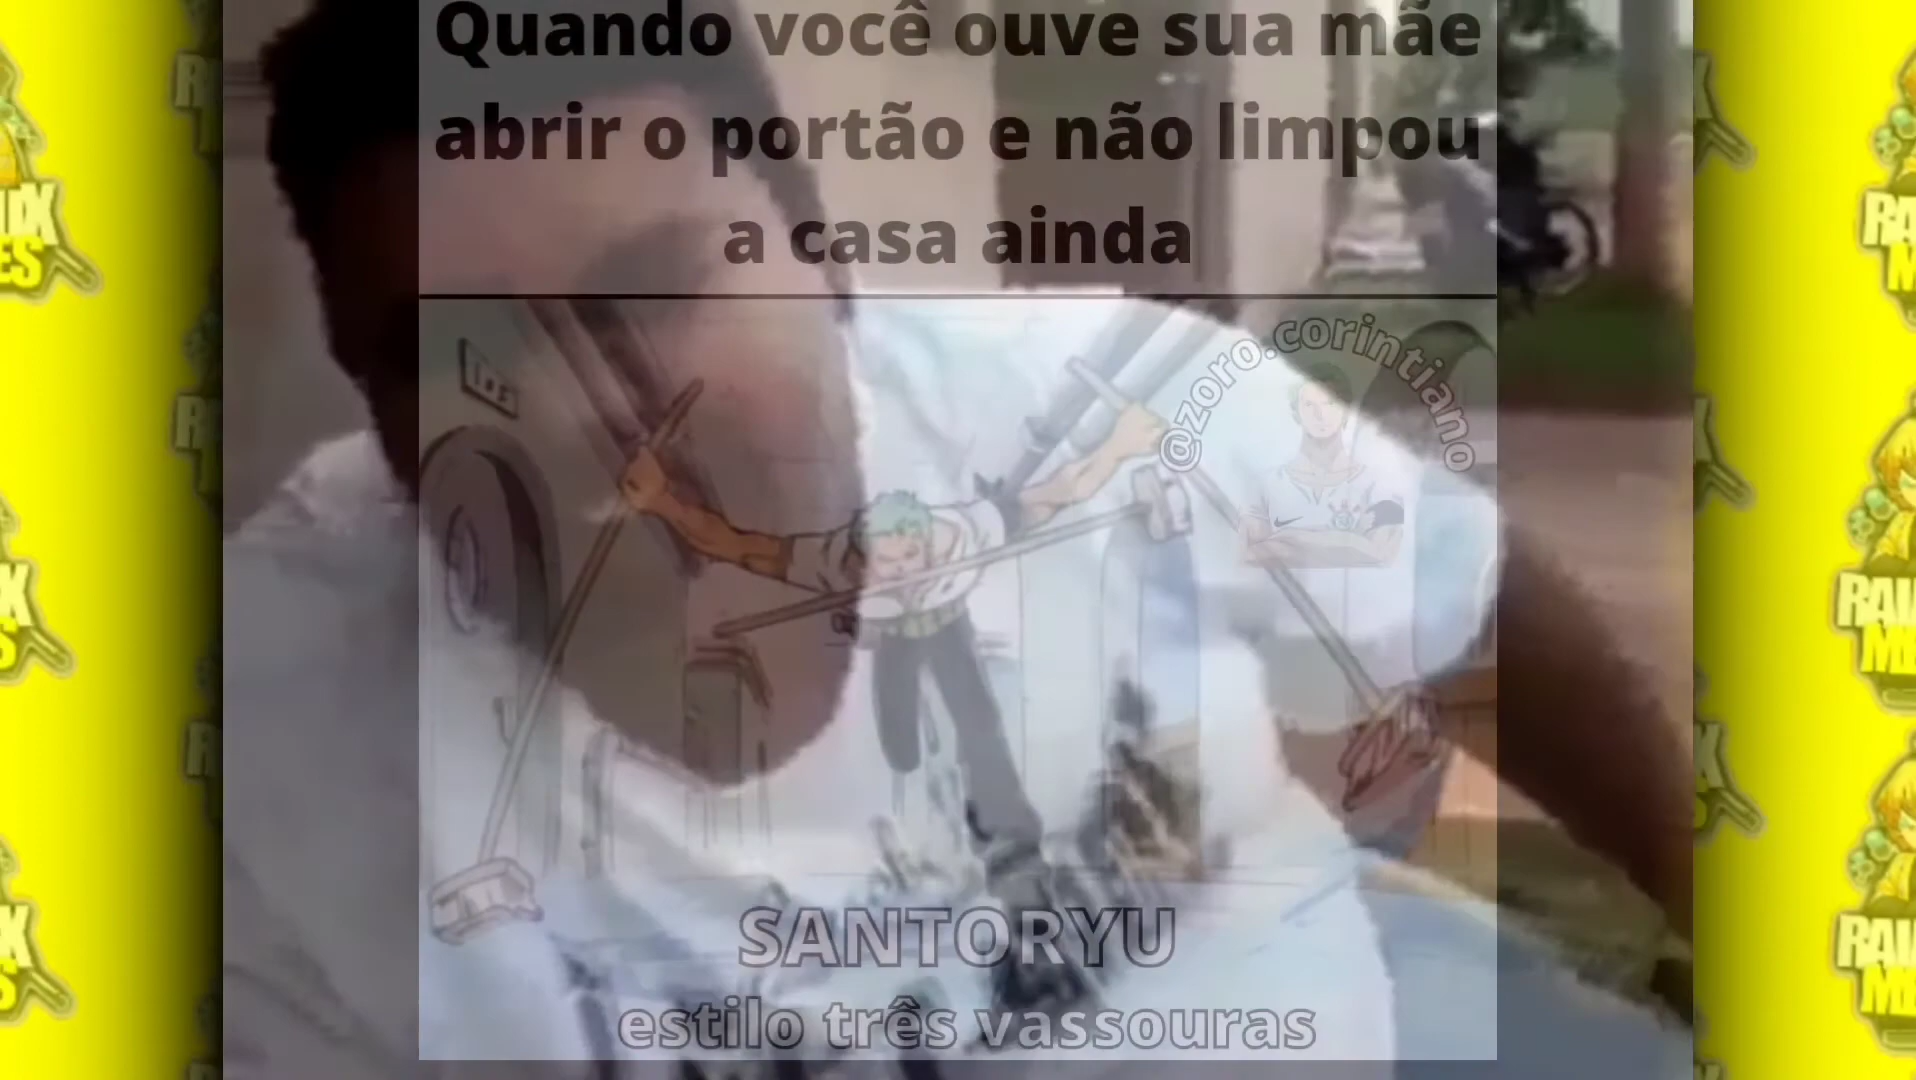 Quando você ouve sua mãe
abrir o portão e não limpou
a casa ainda
@zoro.corintiano
SANTORYU
estilo três vassouras